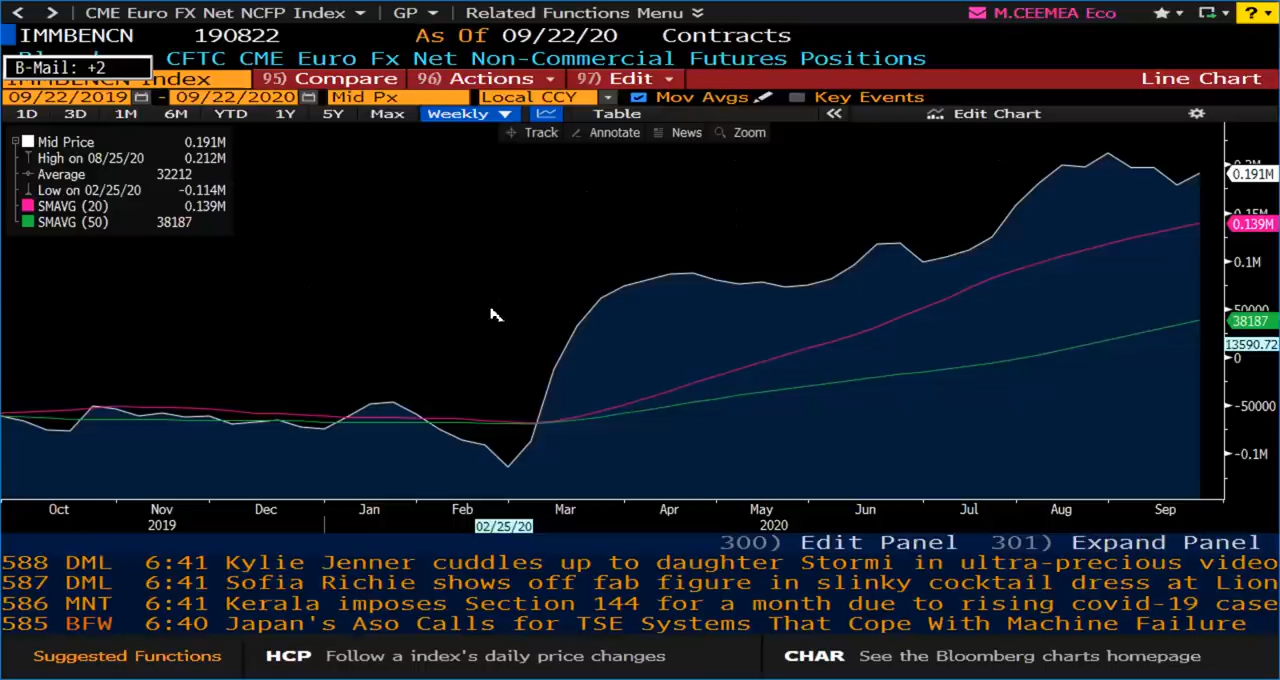 < > CME Euro FX Net NCFP Index GP Related Functions Menu M.CEEMEA Eco ?
IMMBENCN 190822 As Of 09/22/20 Contracts
CFTC CME Euro Fx Net Non-Commercial Futures Positions
B-Mail: +2
IMMBENCN Index 95) Compare 96) Actions 97) Edit Line Chart
09/22/2019 - 09/22/2020 Mid Px Local CCY Mov Avgs Key Events
1D 3D 1M 6M YTD 1Y 5Y Max Weekly Table Edit Chart
Track Annotate News Zoom
Mid Price 0.191M
High on 08/25/20 0.212M
Average 32212
Low on 02/25/20 -0.114M
SMAVG (20) 0.139M
SMAVG (50) 38187
0.191M
0.139M
0.1M
50000
38187
13590.72
0
-50000
-0.1M
Oct Nov Dec Jan Feb Mar Apr May Jun Jul Aug Sep
2019 02/25/20 2020
300) Edit Panel 301) Expand Panel
588 DML 6:41 Kylie Jenner cuddles up to daughter Stormi in ultra-precious video
587 DML 6:41 Sofia Richie shows off fab figure in slinky cocktail dress at Lion
586 MNT 6:41 Kerala imposes Section 144 for a month due to rising covid-19 case
585 BFW 6:40 Japan's Aso Calls for TSE Systems That Cope With Machine Failure
Suggested Functions HCP Follow a index's daily price changes CHAR See the Bloomberg charts homepage